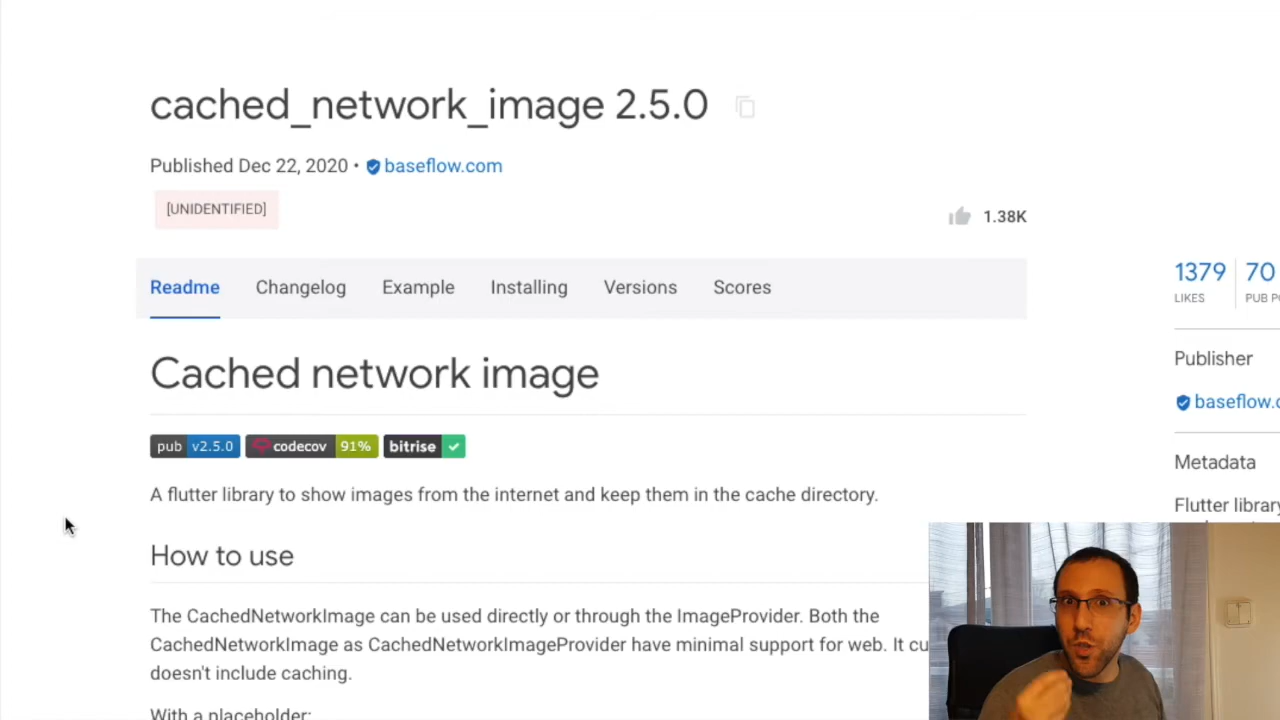 cached_network_image 2.5.0
Published Dec 22, 2020 • baseflow.com
[UNIDENTIFIED]
1.38K
Readme Changelog Example Installing Versions Scores
1379 70
LIKES PUB PO
Cached network image
Publisher
baseflow.c
pub v2.5.0 codecov 91% bitrise ✓
Metadata
A flutter library to show images from the internet and keep them in the cache directory.
Flutter library
How to use
The CachedNetworkImage can be used directly or through the ImageProvider. Both the
CachedNetworkImage as CachedNetworkImageProvider have minimal support for web. It cu
doesn't include caching.
With a placeholder: